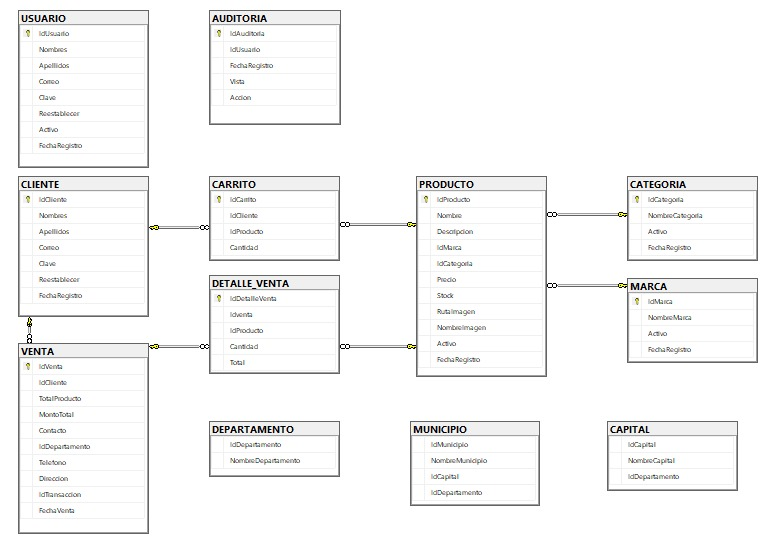 USUARIO
IdUsuario
Nombres
Apellidos
Correo
Clave
Reestablecer
Activo
FechaRegistro
AUDITORIA
IdAuditoria
IdUsuario
FechaRegistro
Vista
Accion
CLIENTE
IdCliente
Nombres
Apellidos
Correo
Clave
Reestablecer
FechaRegistro
CARRITO
IdCarrito
IdCliente
IdProducto
Cantidad
PRODUCTO
IdProducto
Nombre
Descripcion
IdMarca
IdCategoria
Precio
Stock
RutaImagen
NombreImagen
Activo
FechaRegistro
CATEGORIA
IdCategoria
NombreCategoria
Activo
FechaRegistro
DETALLE_VENTA
IdDetalleVenta
Idventa
IdProducto
Cantidad
Total
MARCA
IdMarca
NombreMarca
Activo
FechaRegistro
VENTA
IdVenta
IdCliente
TotalProducto
MontoTotal
Contacto
IdDepartamento
Telefono
Direccion
IdTransaccion
FechaVenta
DEPARTAMENTO
IdDepartamento
NombreDepartamento
MUNICIPIO
IdMunicipio
NombreMunicipio
IdCapital
IdDepartamento
CAPITAL
IdCapital
NombreCapital
IdDepartamento